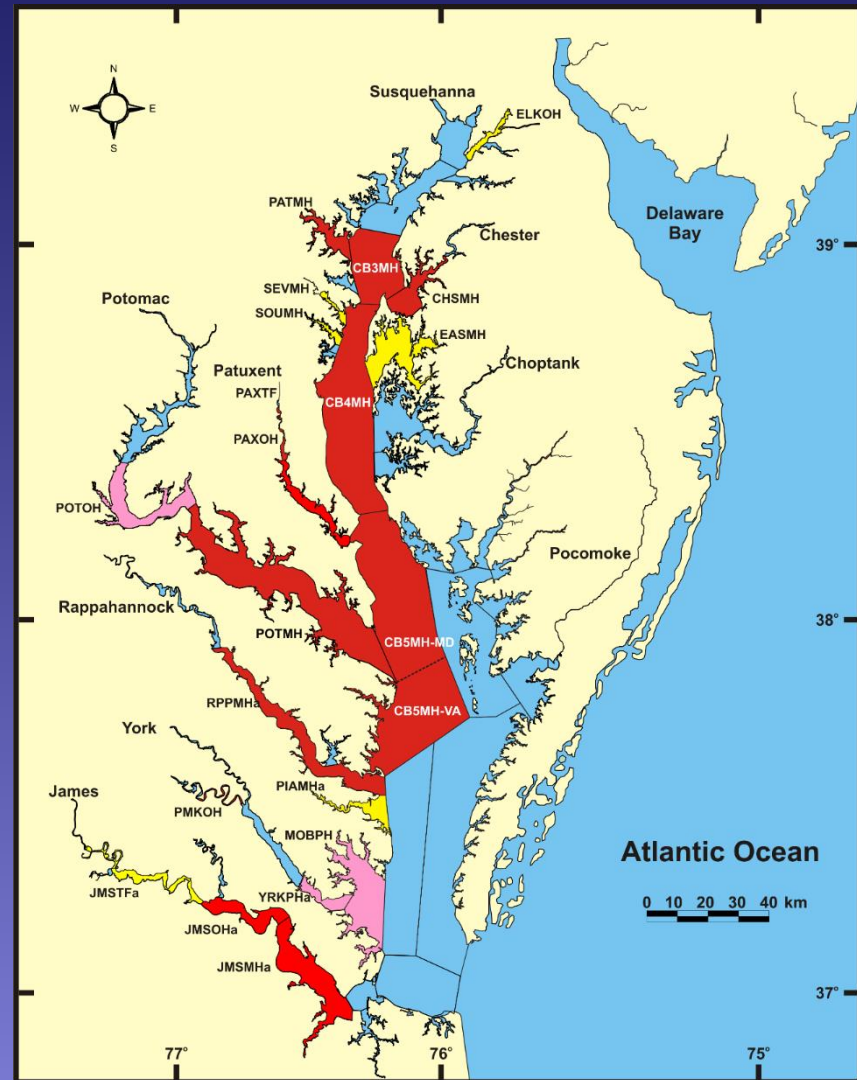 N
W
E
S
Susquehanna
ELKOH
PATMH
Delaware
Bay
Chester
39°
CB3MH
SEVMH
CHSMH
SOUMH
Potomac
EASMH
Patuxent
Choptank
PAXTF
CB4MH
PAXOH
POTOH
Pocomoke
Rappahannock
38°
POTMH
CB5MH-MD
RPPMHa
CB5MH-VA
York
PIAMHa
James
PMKOH
MOBPH
Atlantic Ocean
JMSTFa
YRKPHa
0 10 20 30 40 km
JMSOHa
JMSMHa
37°
77°
76°
75°